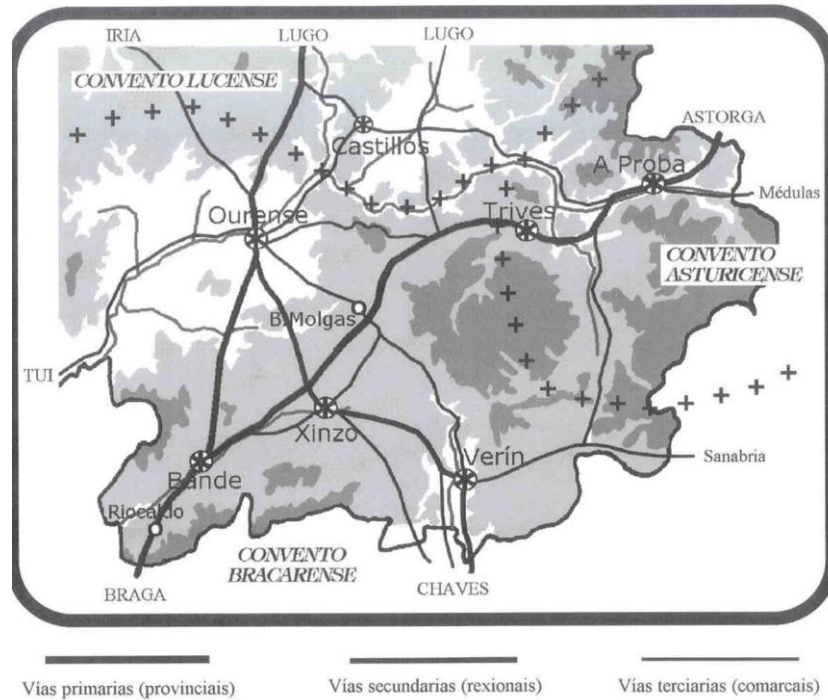 IRIA
LUGO
LUGO
CONVENTO LUCENSE
ASTORGA
Castillós
A Proba
Médulas
Ourense
Trives
CONVENTO
ASTURICENSE
B.Molgas
TUI
Xinzo
Verín
Sanabria
Bande
Riocaldo
CONVENTO
BRACARENSE
BRAGA
CHAVES
Vías primarias (provinciais)
Vías secundarias (rexionais)
Vías terciarias (comarcais)